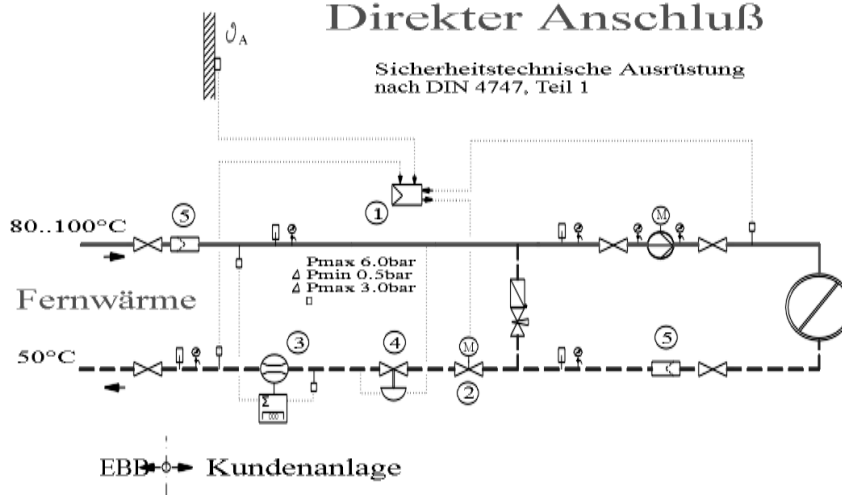 Direkter Anschluß
ϑA
Sicherheitstechnische Ausrüstung
nach DIN 4747, Teil 1
1
80..100°C
5
M
Pmax 6.0bar
Δ Pmin 0.5bar
Δ Pmax 3.0bar
Fernwärme
3
4
M
5
50°C
2
Σ
EBB
Kundenanlage